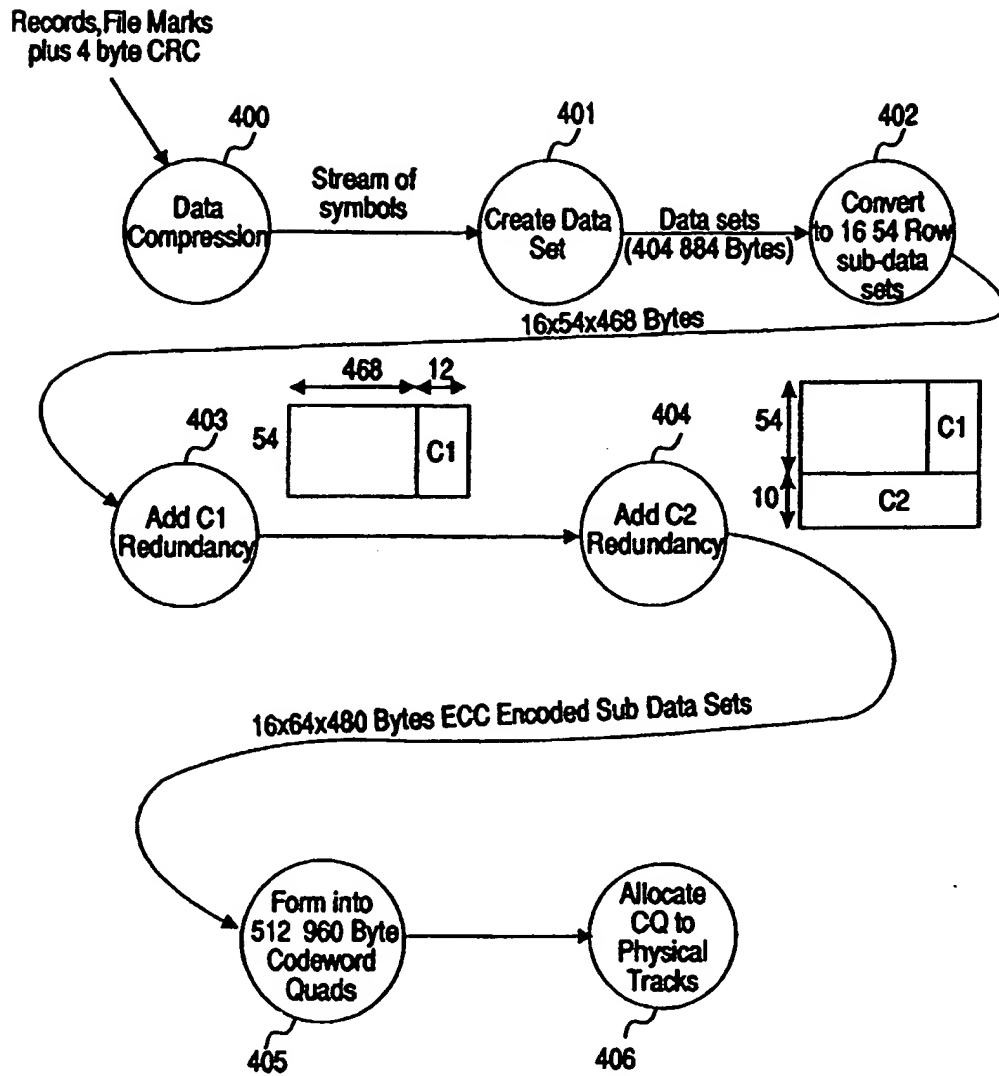 Records,File Marks
plus 4 byte CRC
400
Data
Compression
Stream of
symbols
401
Create Data
Set
Data sets
(404 884 Bytes)
402
Convert
to 16 54 Row
sub-data
sets
16x54x468 Bytes
403
Add C1
Redundancy
468
12
54
C1
404
Add C2
Redundancy
54
C1
10
C2
16x64x480 Bytes ECC Encoded Sub Data Sets
Form into
512 960 Byte
Codeword
Quads
405
Allocate
CQ to
Physical
Tracks
406